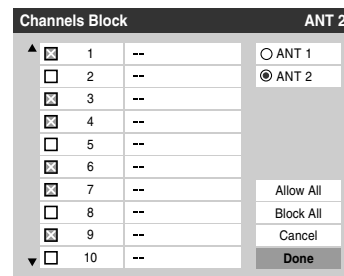 Channels Block ANT 2
1 -- ANT 1
2 -- ANT 2
3 --
4 --
5 --
6 --
7 -- Allow All
8 -- Block All
9 -- Cancel
10 -- Done